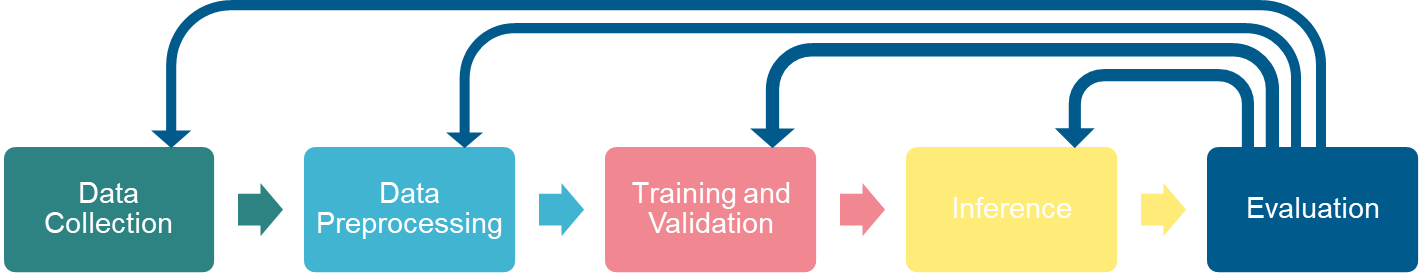 Data
Collection
Data
Preprocessing
Training and
Validation
Inference
Evaluation